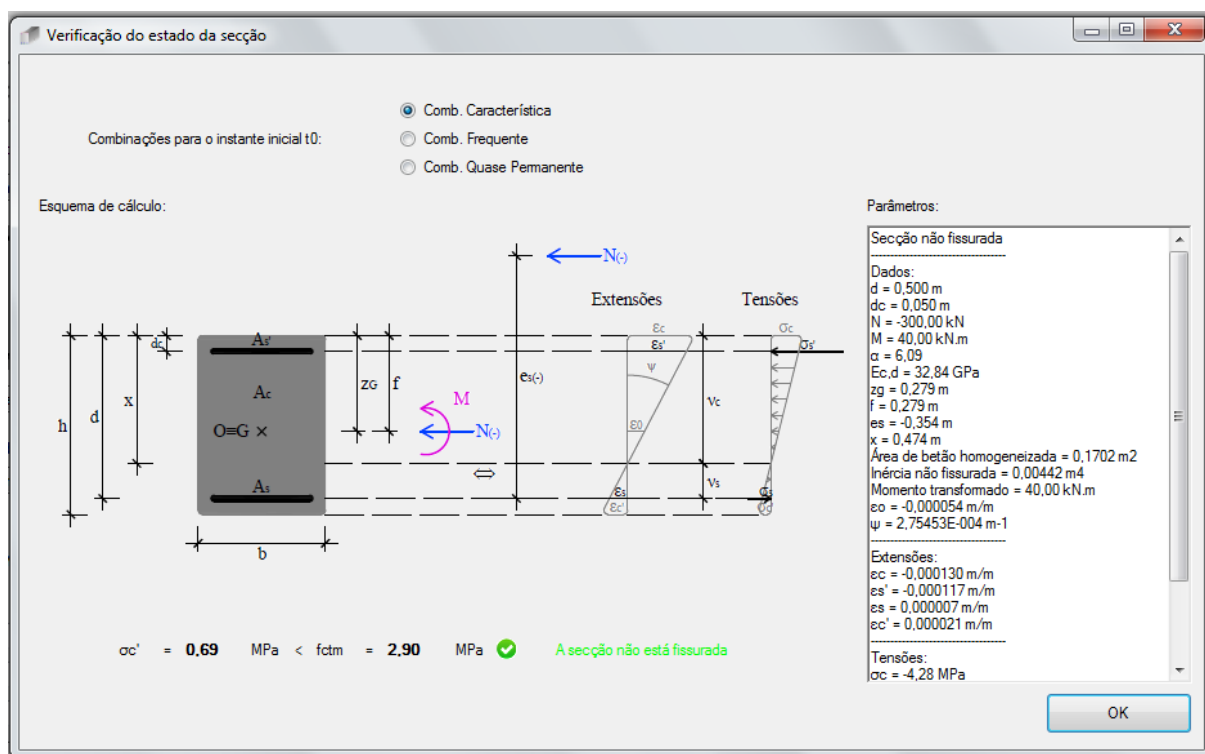 Verificação do estado da secção
Combinações para o instante inicial t0:
Comb. Característica
Comb. Frequente
Comb. Quase Permanente
Esquema de cálculo:
N(-)
Extensões
Tensões
h
d
x
dc
As'
Ac
O≡G ×
As
b
zG
f
M
N(-)
es(-)
⇔
εc
εs'
ψ
ε0
εs
εc'
νc
νs
σc
σs'
σs
σc'
σc' = 0,69 MPa < fctm = 2,90 MPa
A secção não está fissurada
Parâmetros:
Secção não fissurada
-----------------------------------
Dados:
d = 0,500 m
dc = 0,050 m
N = -300,00 kN
M = 40,00 kN.m
α = 6,09
Ec,d = 32,84 GPa
zg = 0,279 m
f = 0,279 m
es = -0,354 m
x = 0,474 m
Área de betão homogeneizada = 0,1702 m2
Inércia não fissurada = 0,00442 m4
Momento transformado = 40,00 kN.m
εo = -0,000054 m/m
ψ = 2,75453E-004 m-1
-----------------------------------
Extensões:
εc = -0,000130 m/m
εs' = -0,000117 m/m
εs = 0,000007 m/m
εc' = 0,000021 m/m
-----------------------------------
Tensões:
σc = -4,28 MPa
OK